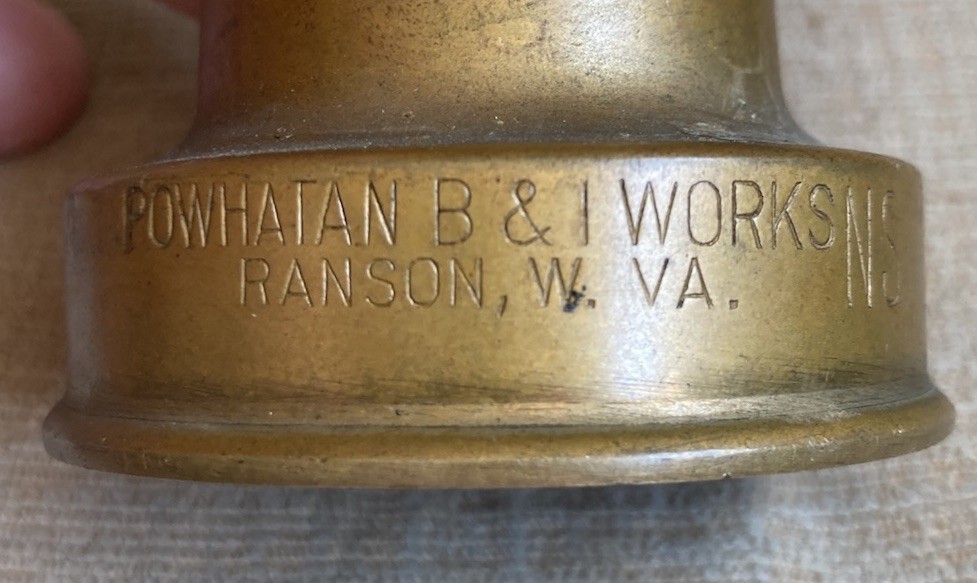 POWHATAN B & I WORKS
RANSON, W. VA.